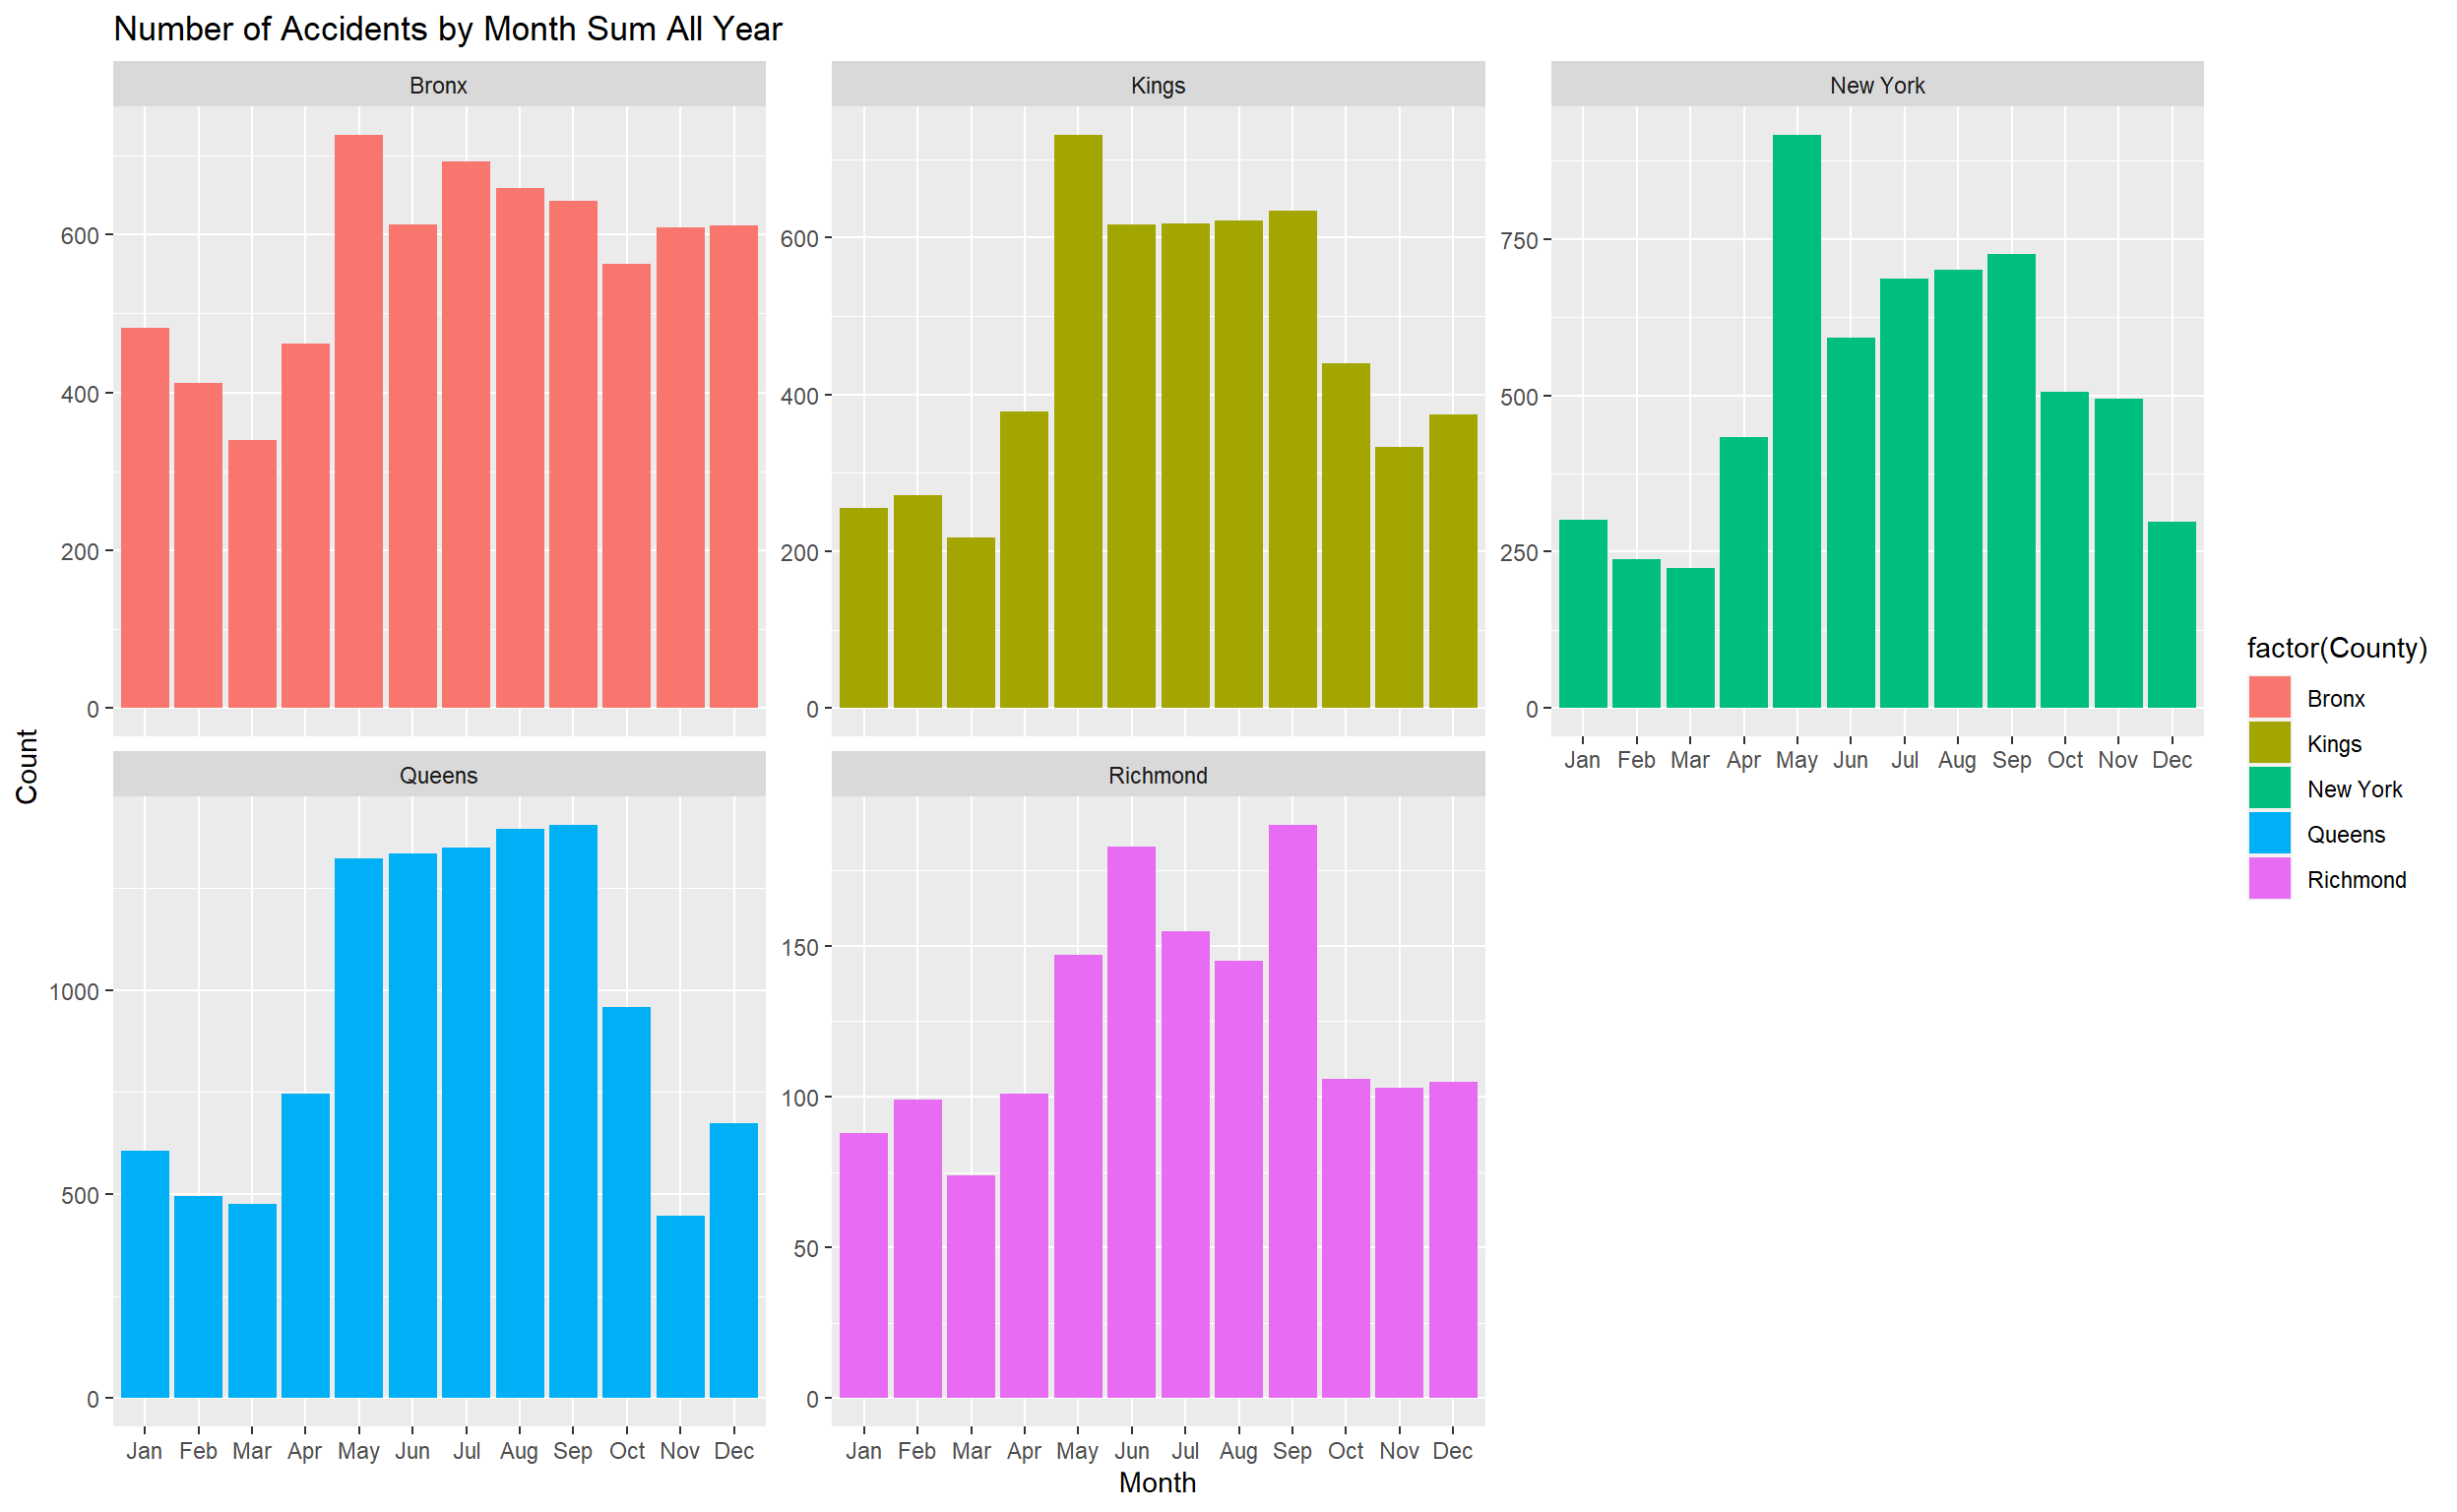 Number of Accidents by Month Sum All Year
Bronx
Kings
New York
600
400
200
0
600
400
200
0
750
500
250
0
Jan Feb Mar Apr May Jun Jul Aug Sep Oct Nov Dec
Count
Queens
Richmond
1000
500
0
150
100
50
0
Jan Feb Mar Apr May Jun Jul Aug Sep Oct Nov Dec
Jan Feb Mar Apr May Jun Jul Aug Sep Oct Nov Dec
Month
factor(County)
Bronx
Kings
New York
Queens
Richmond